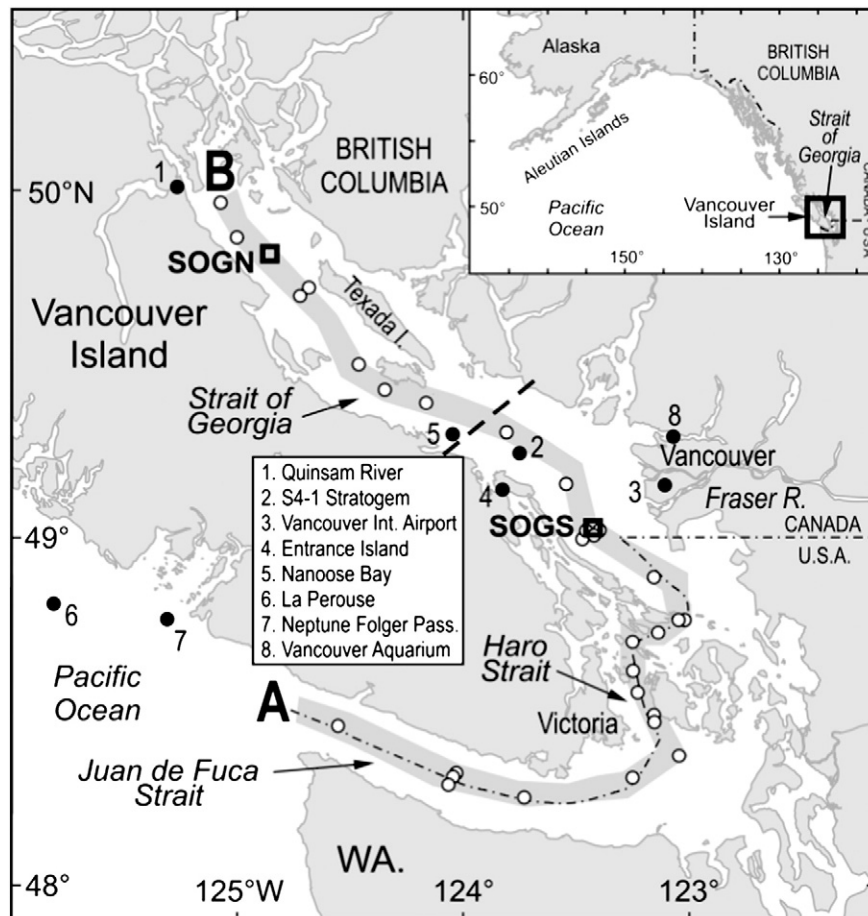 Alaska
BRITISH
COLUMBIA
60°
Strait
of
Georgia
Aleutian Islands
50°
Pacific
Ocean
Vancouver
Island
150°
130°
CANADA
USA
BRITISH
COLUMBIA
1
B
50°N
SOGN
Texada I.
Vancouver
Island
Strait of
Georgia
5
2
8
Vancouver
4
3
Fraser R.
SOGS
CANADA
U.S.A.
49°
1. Quinsam River
2. S4-1 Stratogem
3. Vancouver Int. Airport
4. Entrance Island
5. Nanoose Bay
6. La Perouse
7. Neptune Folger Pass.
8. Vancouver Aquarium
6
7
Haro
Strait
Pacific
Ocean
A
Victoria
Juan de Fuca
Strait
WA.
48°
125°W
124°
123°